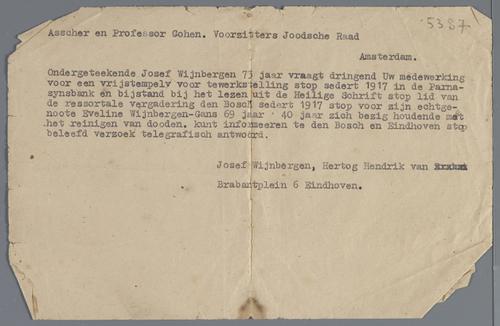 5387
Asscher en Professor Cohen. Voorzitters Joodsche Raad
Amsterdam.
Ondergeteekende Josef Wijnbergen 73 jaar vraagt dringend Uw medewerking
voor een vrijstempelv voor tewerkstelling stop sedert 1917 in de Parna-
zynsbank en bijstand bij het lezen uit de Heilige Schrift stop lid van
de ressortale vergadering den Bosch sedert 1917 stop voor zijn echtge-
noote Eveline Wijnbergen-Gans 69 jaar 40 jaar zich bezig houdende met
het reinigen van dooden. kunt informeeren te den Bosch en Eindhoven stop
beleefd verzoek telegrafisch antwoord.
Josef Wijnbergen, Hertog Hendrik van
Brabantplein 6 Eindhoven.